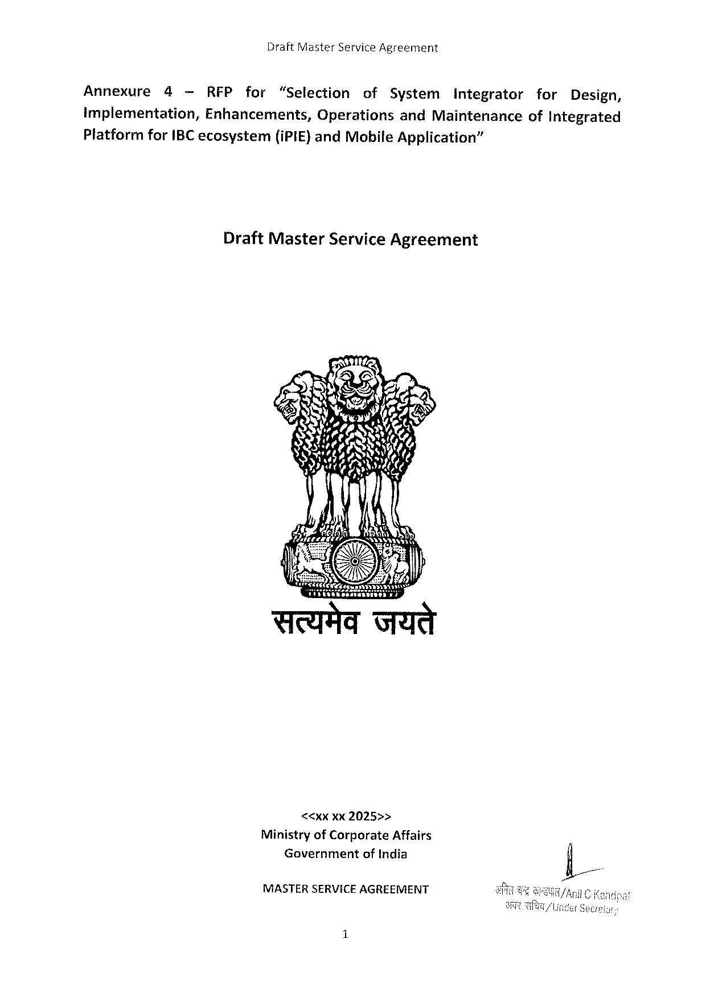 Draft Master Service Agreement
Annexure 4 – RFP for “Selection of System Integrator for Design,
Implementation, Enhancements, Operations and Maintenance of Integrated
Platform for IBC ecosystem (iPIE) and Mobile Application”
Draft Master Service Agreement
सत्यमेव जयते
<<xx xx 2025>>
Ministry of Corporate Affairs
Government of India
MASTER SERVICE AGREEMENT
अनिल चन्द्र कान्डपाल/Anil C Kandpal
अवर सचिव/Under Secretary
1